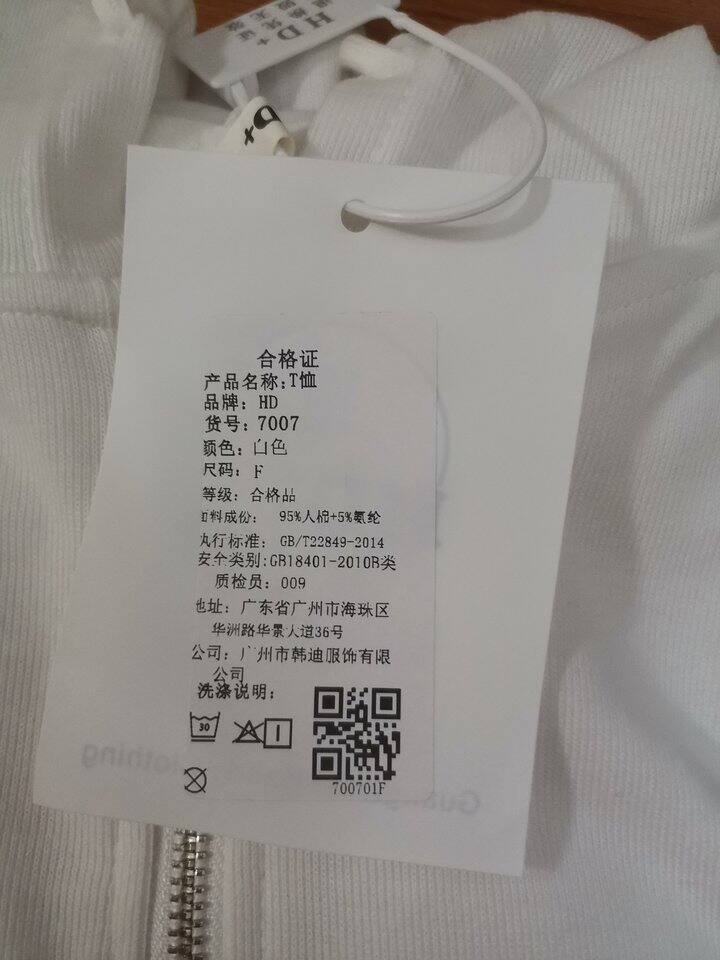 HD+
D+
合格证
产品名称:T恤
品牌: HD
货号: 7007
颜色: 白色
尺码: F
等级: 合格品
面料成份: 95%人棉+5%氨纶
执行标准: GB/T22849-2014
安全类别:GB18401-2010B类
质检员: 009
地址: 广东省广州市海珠区
华洲路华景大道36号
公司: 广州市韩迪服饰有限
公司
洗涤说明:
30
700701F